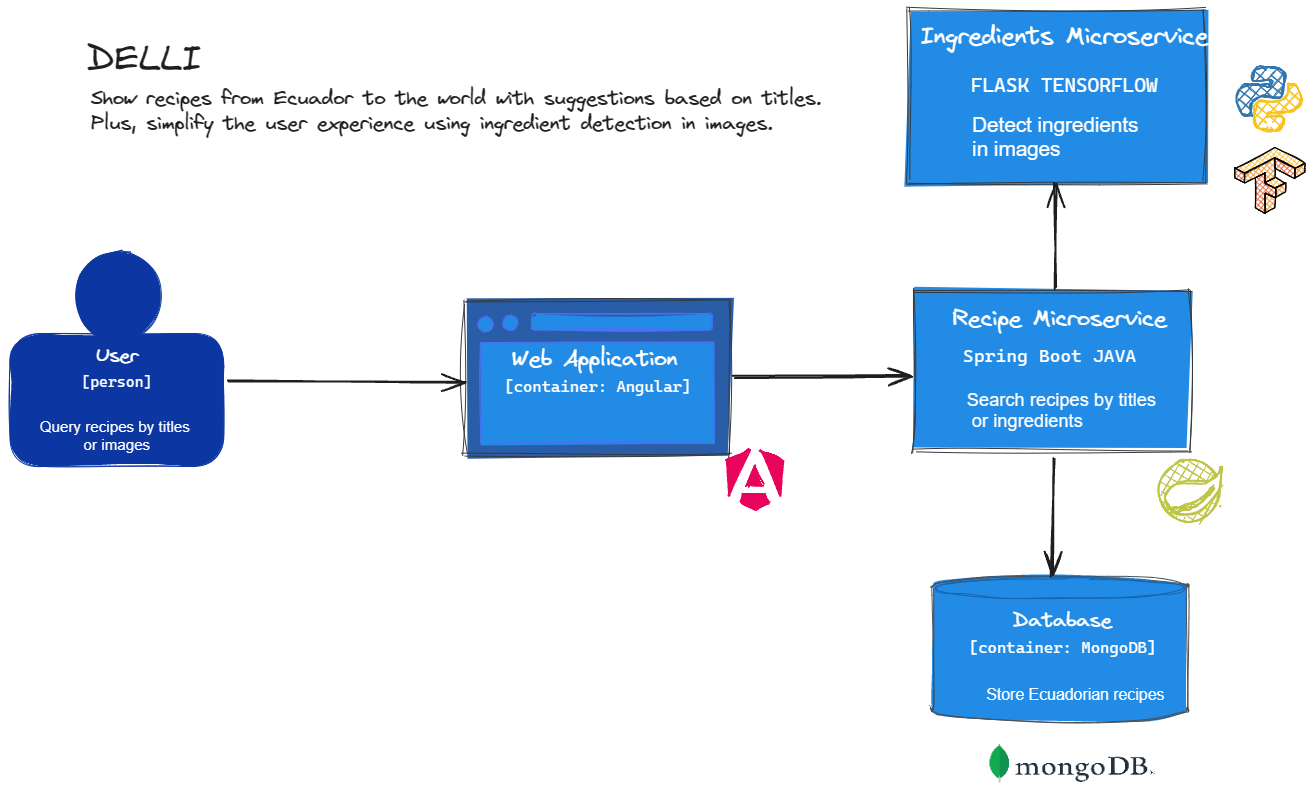 DELLI
Show recipes from Ecuador to the world with suggestions based on titles.
Plus, simplify the user experience using ingredient detection in images.
Ingredients Microservice
FLASK TENSORFLOW
Detect ingredients
in images
User
[person]
Query recipes by titles
or images
Web Application
[container: Angular]
Recipe Microservice
Spring Boot JAVA
Search recipes by titles
or ingredients
Database
[container: MongoDB]
Store Ecuadorian recipes
mongoDB